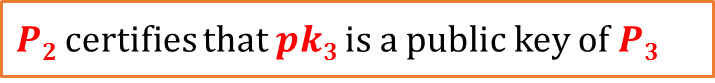 P₂ certifies that pk₃ is a public key of P₃